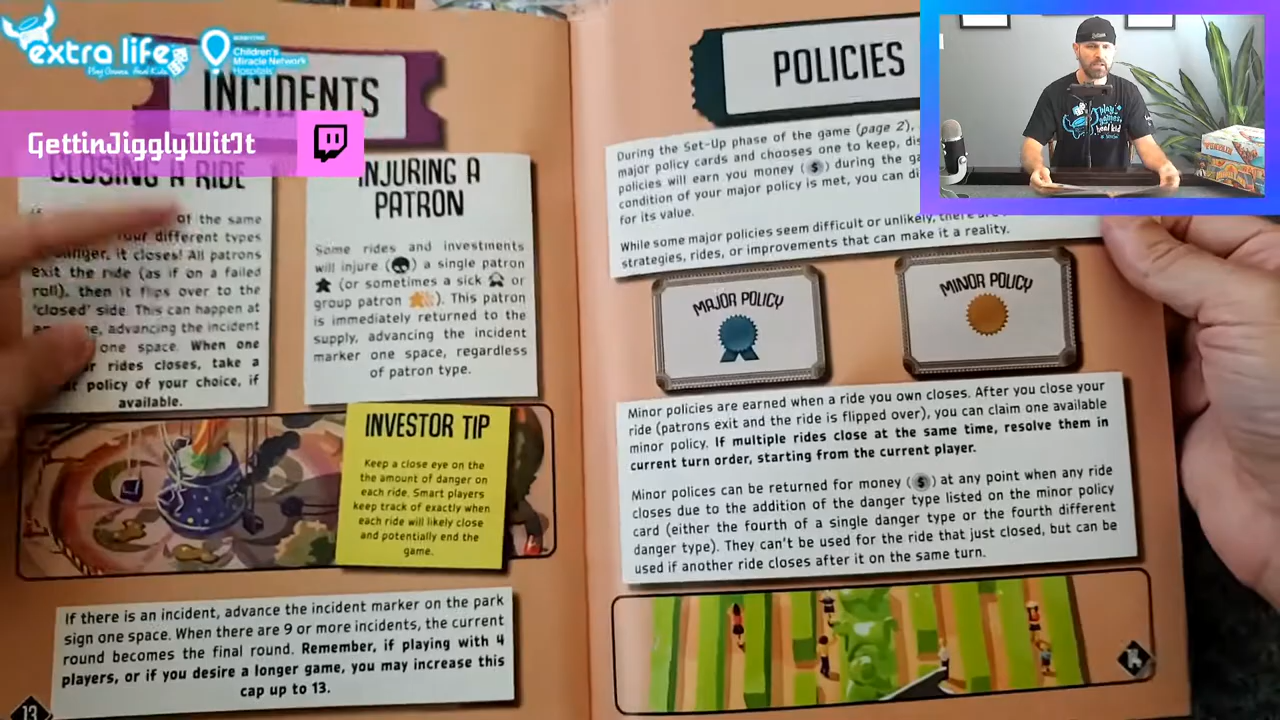 extra life
Play Games. Heal Kids.
BENEFITING
Children's
Miracle Network
Hospitals
GettinJigglyWitIt
INCIDENTS
CLOSING A RIDE
of the same
four different types
it closes! All patrons
exit the ride (as if on a failed
roll), then it flips over to the
'closed' side. This can happen at
advancing the incident
one space. When one
rides closes, take a
policy of your choice, if
available.
INJURING A
PATRON
Some rides and investments
will injure ( ) a single patron
(or sometimes a sick or
group patron ). This patron
is immediately returned to the
supply, advancing the incident
marker one space, regardless
of patron type.
INVESTOR TIP
Keep a close eye on the
the amount of danger on
each ride. Smart players
keep track of exactly when
each ride will likely close
and potentially end the
game.
If there is an incident, advance the incident marker on the park
sign one space. When there are 9 or more incidents, the current
round becomes the final round. Remember, if playing with 4
players, or if you desire a longer game, you may increase this
cap up to 13.
13
POLICIES
During the Set-Up phase of the game (page 2),
major policy cards and chooses one to keep,
policies will earn you money ($) during the
condition of your major policy is met, you can
for its value.
While some major policies seem difficult or unlikely,
strategies, rides, or improvements that can make it a reality.
MAJOR POLICY
MINOR POLICY
Minor policies are earned when a ride you own closes. After you close your
ride (patrons exit and the ride is flipped over), you can claim one available
minor policy. If multiple rides close at the same time, resolve them in
current turn order, starting from the current player.
Minor polices can be returned for money ($) at any point when any ride
closes due to the addition of the danger type listed on the minor policy
card (either the fourth of a single danger type or the fourth different
danger type). They can't be used for the ride that just closed, but can be
used if another ride closes after it on the same turn.
14